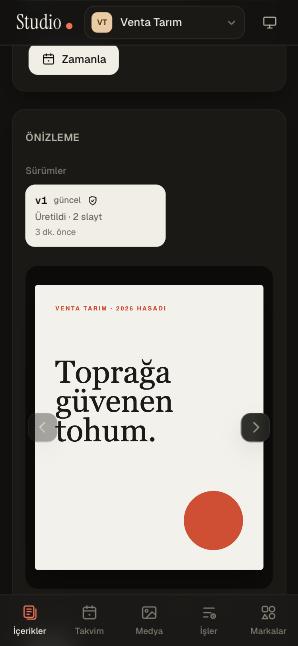 Studio
VT Venta Tarım
Zamanla
ÖNİZLEME
Sürümler
v1 güncel
Üretildi · 2 slayt
3 dk. önce
VENTA TARIM · 2026 HASADI
Toprağa
güvenen
tohum.
İçerikler Takvim Medya İşler Markalar